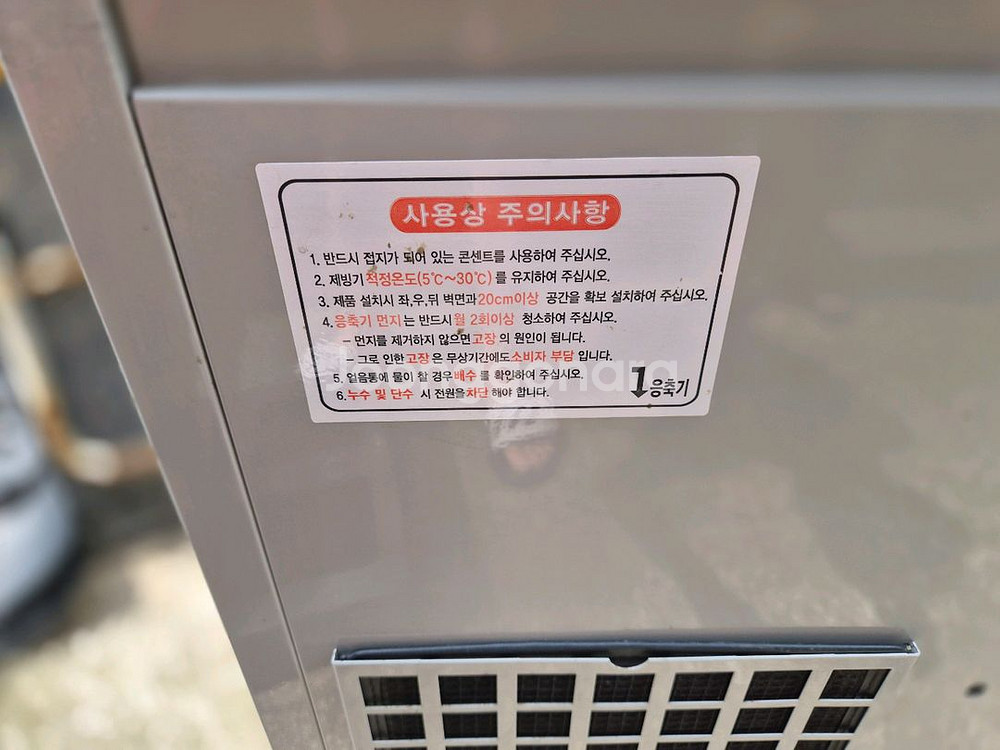 사용상 주의사항
1. 반드시 접지가 되어 있는 콘센트를 사용하여 주십시오.
2. 제빙기 적정온도(5℃~30℃)를 유지하여 주십시오.
3. 제품 설치시 좌,우,뒤 벽면과 20cm이상 공간을 확보 설치하여 주십시오.
4. 응축기 먼지는 반드시 월 2회이상 청소하여 주십시오.
- 먼지를 제거하지 않으면 고장의 원인이 됩니다.
- 그로 인한 고장은 무상기간에도 소비자 부담 입니다.
5. 얼음통에 물이 찰 경우 배수를 확인하여 주십시오.
6. 누수 및 단수 시 전원을 차단해야 합니다.
↓응축기